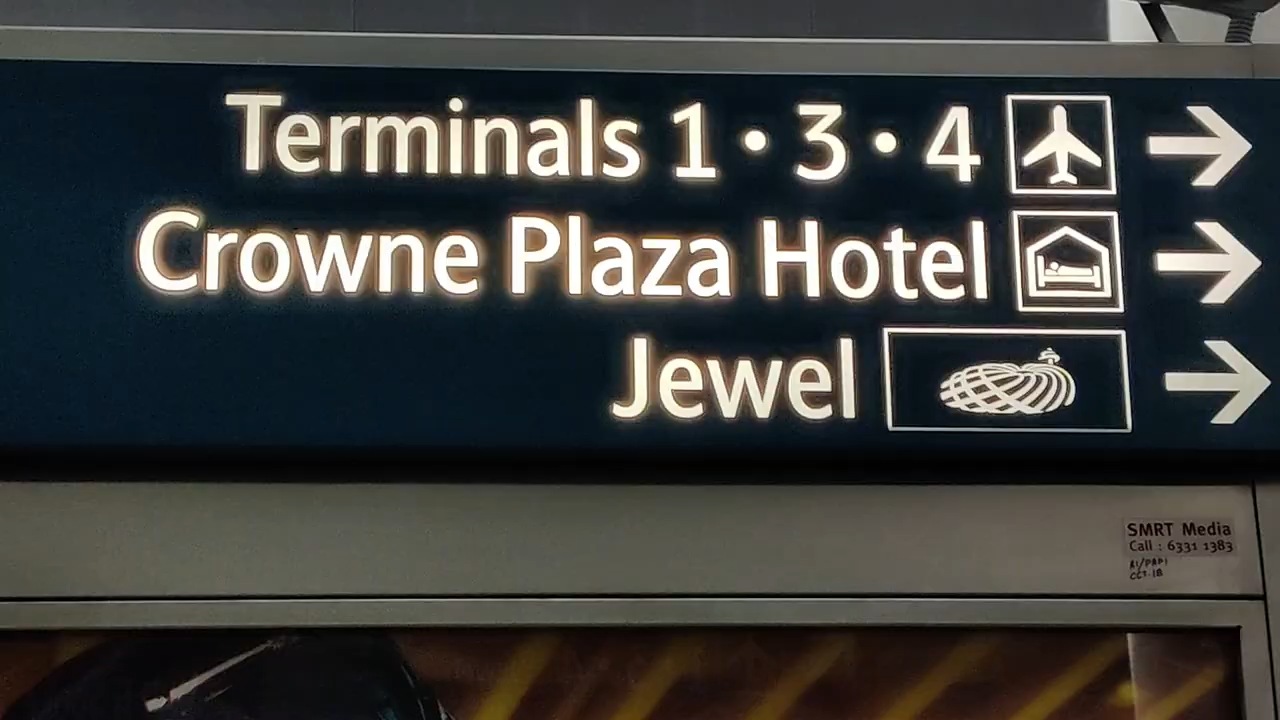 Terminals 1 • 3 • 4
Crowne Plaza Hotel
Jewel
SMRT Media
Call : 6331 1383